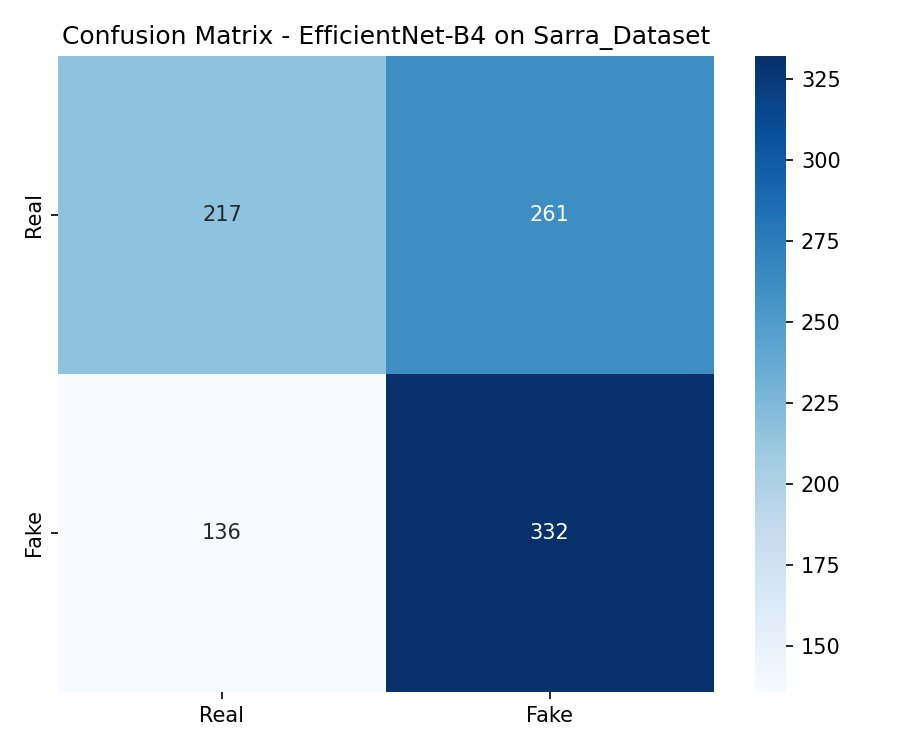 Confusion Matrix - EfficientNet-B4 on Sarra_Dataset
Real
217
261
Fake
136
332
Real
Fake
325
300
275
250
225
200
175
150